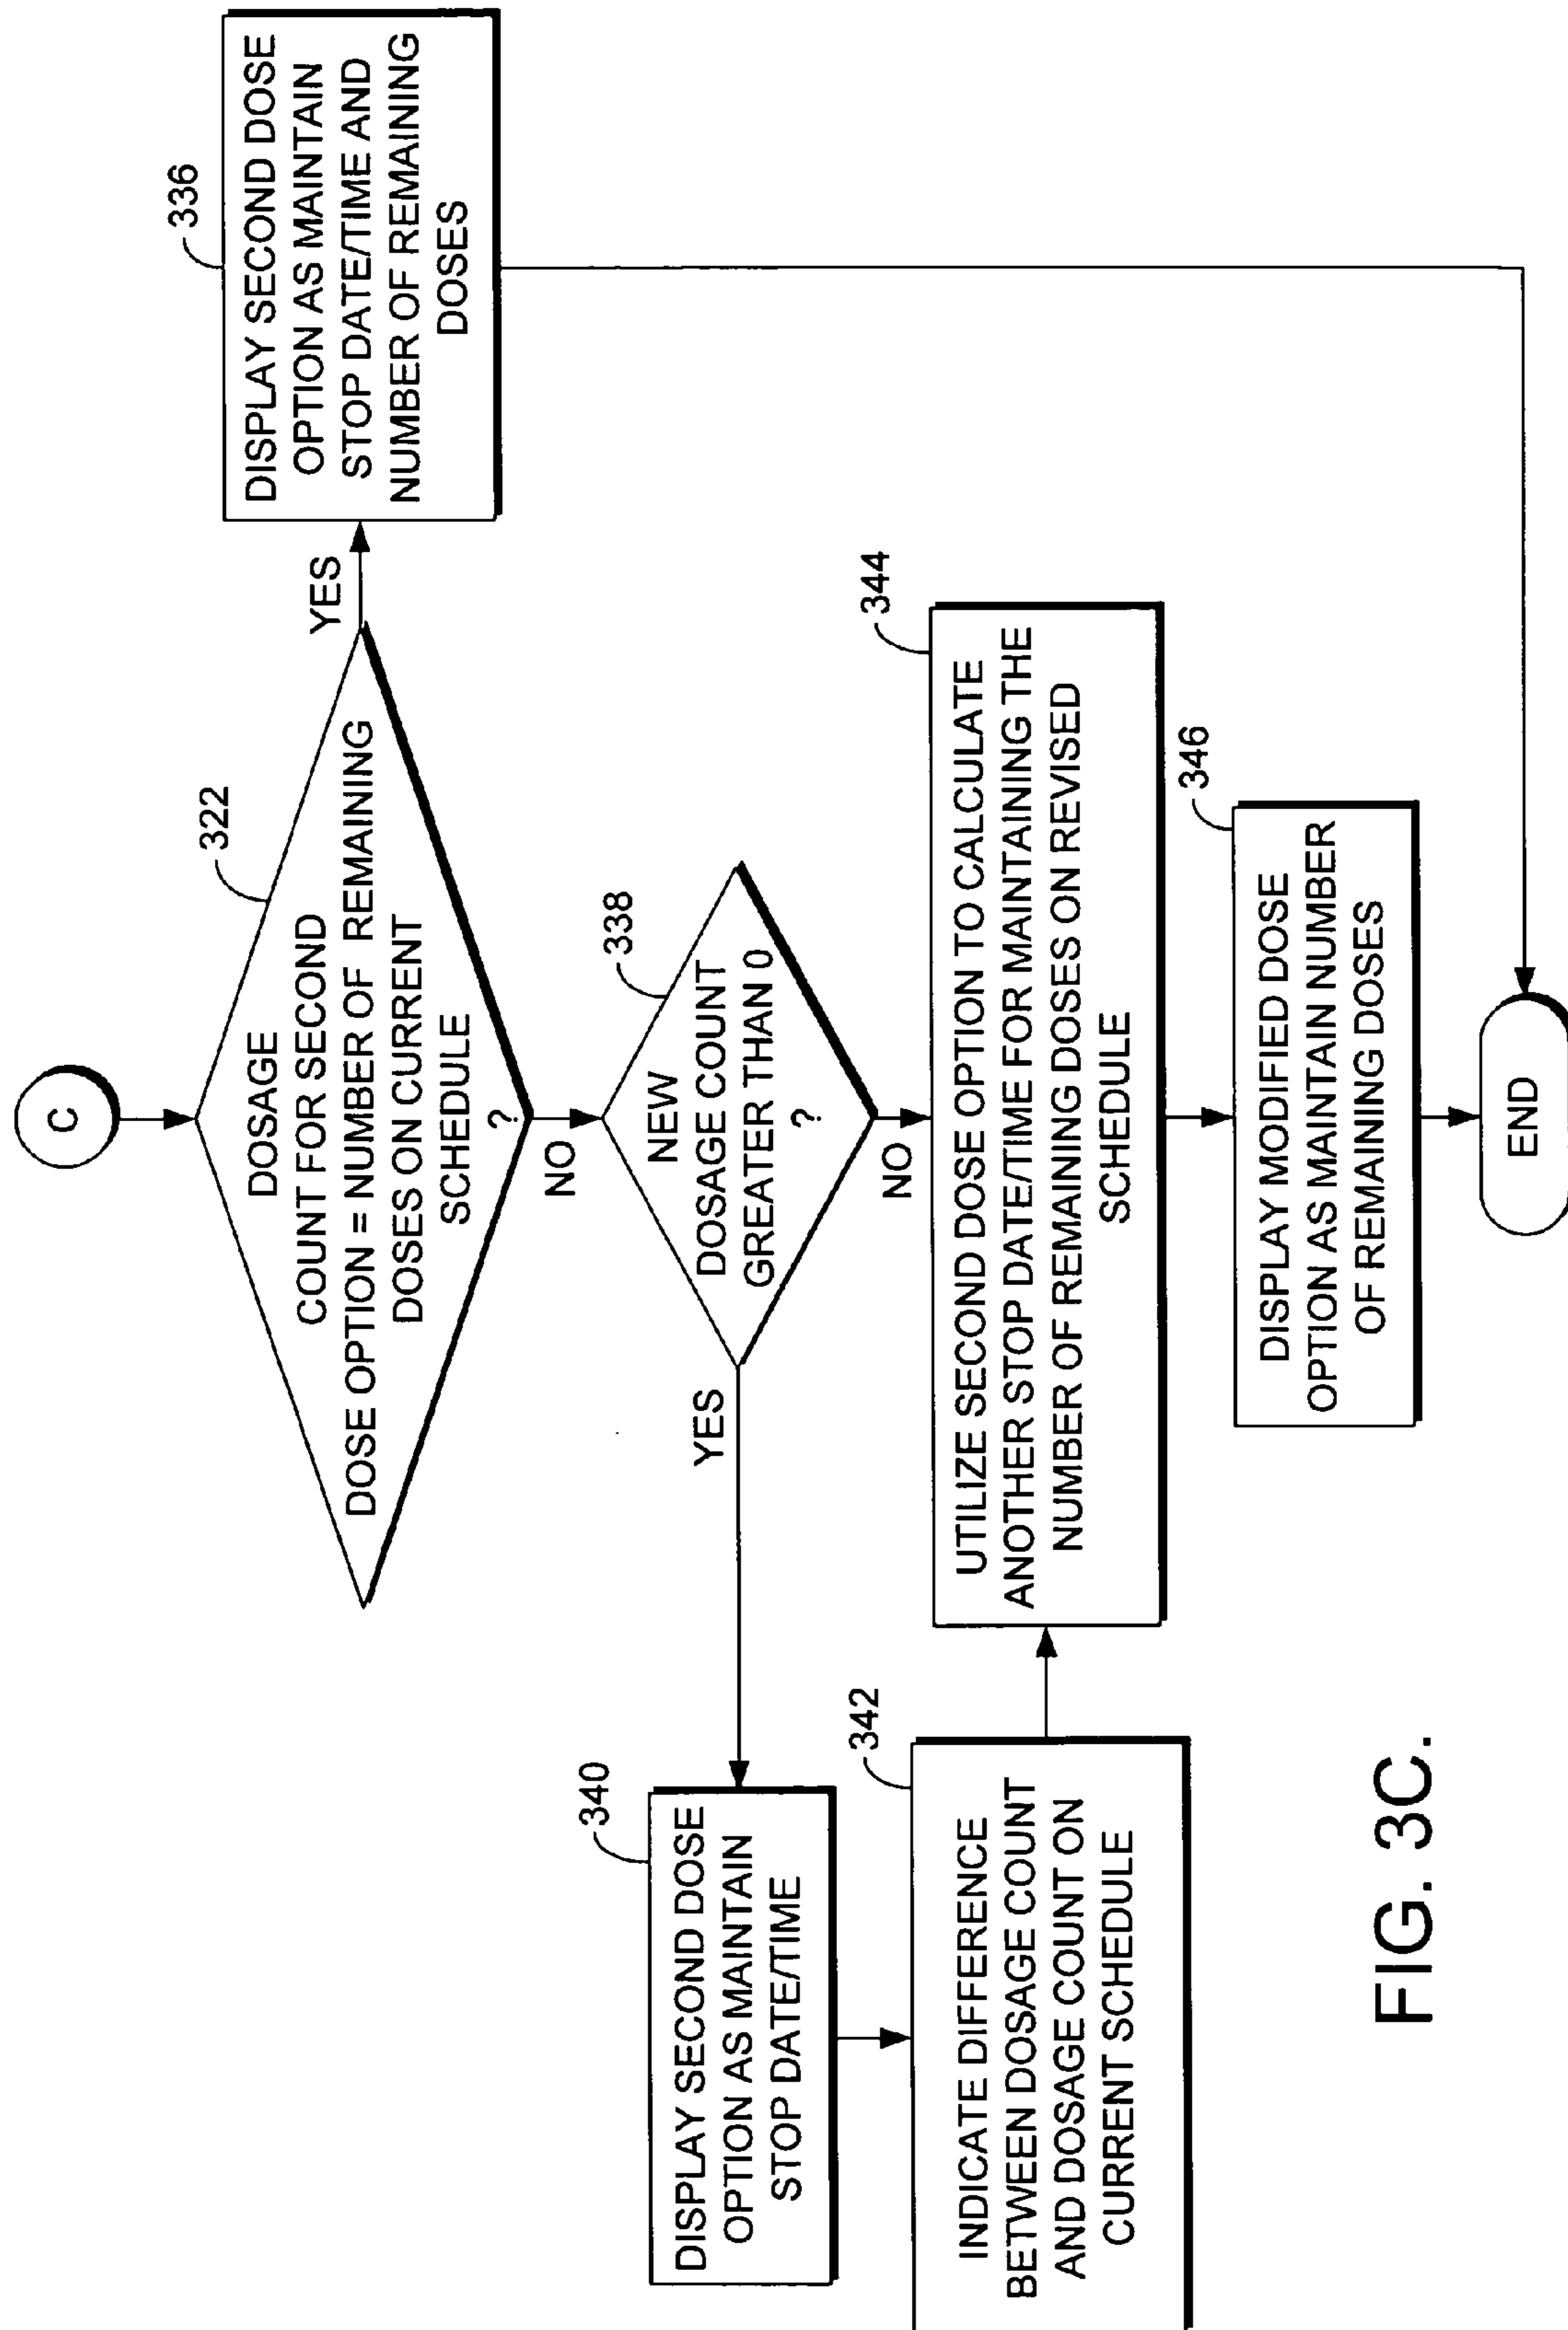 C
322
DOSAGE
COUNT FOR SECOND
DOSE OPTION = NUMBER OF REMAINING
DOSES ON CURRENT
SCHEDULE
?
YES
336
DISPLAY SECOND DOSE
OPTION AS MAINTAIN
STOP DATE/TIME AND
NUMBER OF REMAINING
DOSES
NO
338
NEW
DOSAGE COUNT
GREATER THAN 0
?
YES
NO
340
DISPLAY SECOND DOSE
OPTION AS MAINTAIN
STOP DATE/TIME
342
INDICATE DIFFERENCE
BETWEEN DOSAGE COUNT
AND DOSAGE COUNT ON
CURRENT SCHEDULE
344
UTILIZE SECOND DOSE OPTION TO CALCULATE
ANOTHER STOP DATE/TIME FOR MAINTAINING THE
NUMBER OF REMAINING DOSES ON REVISED
SCHEDULE
346
DISPLAY MODIFIED DOSE
OPTION AS MAINTAIN NUMBER
OF REMAINING DOSES
END
FIG. 3C.